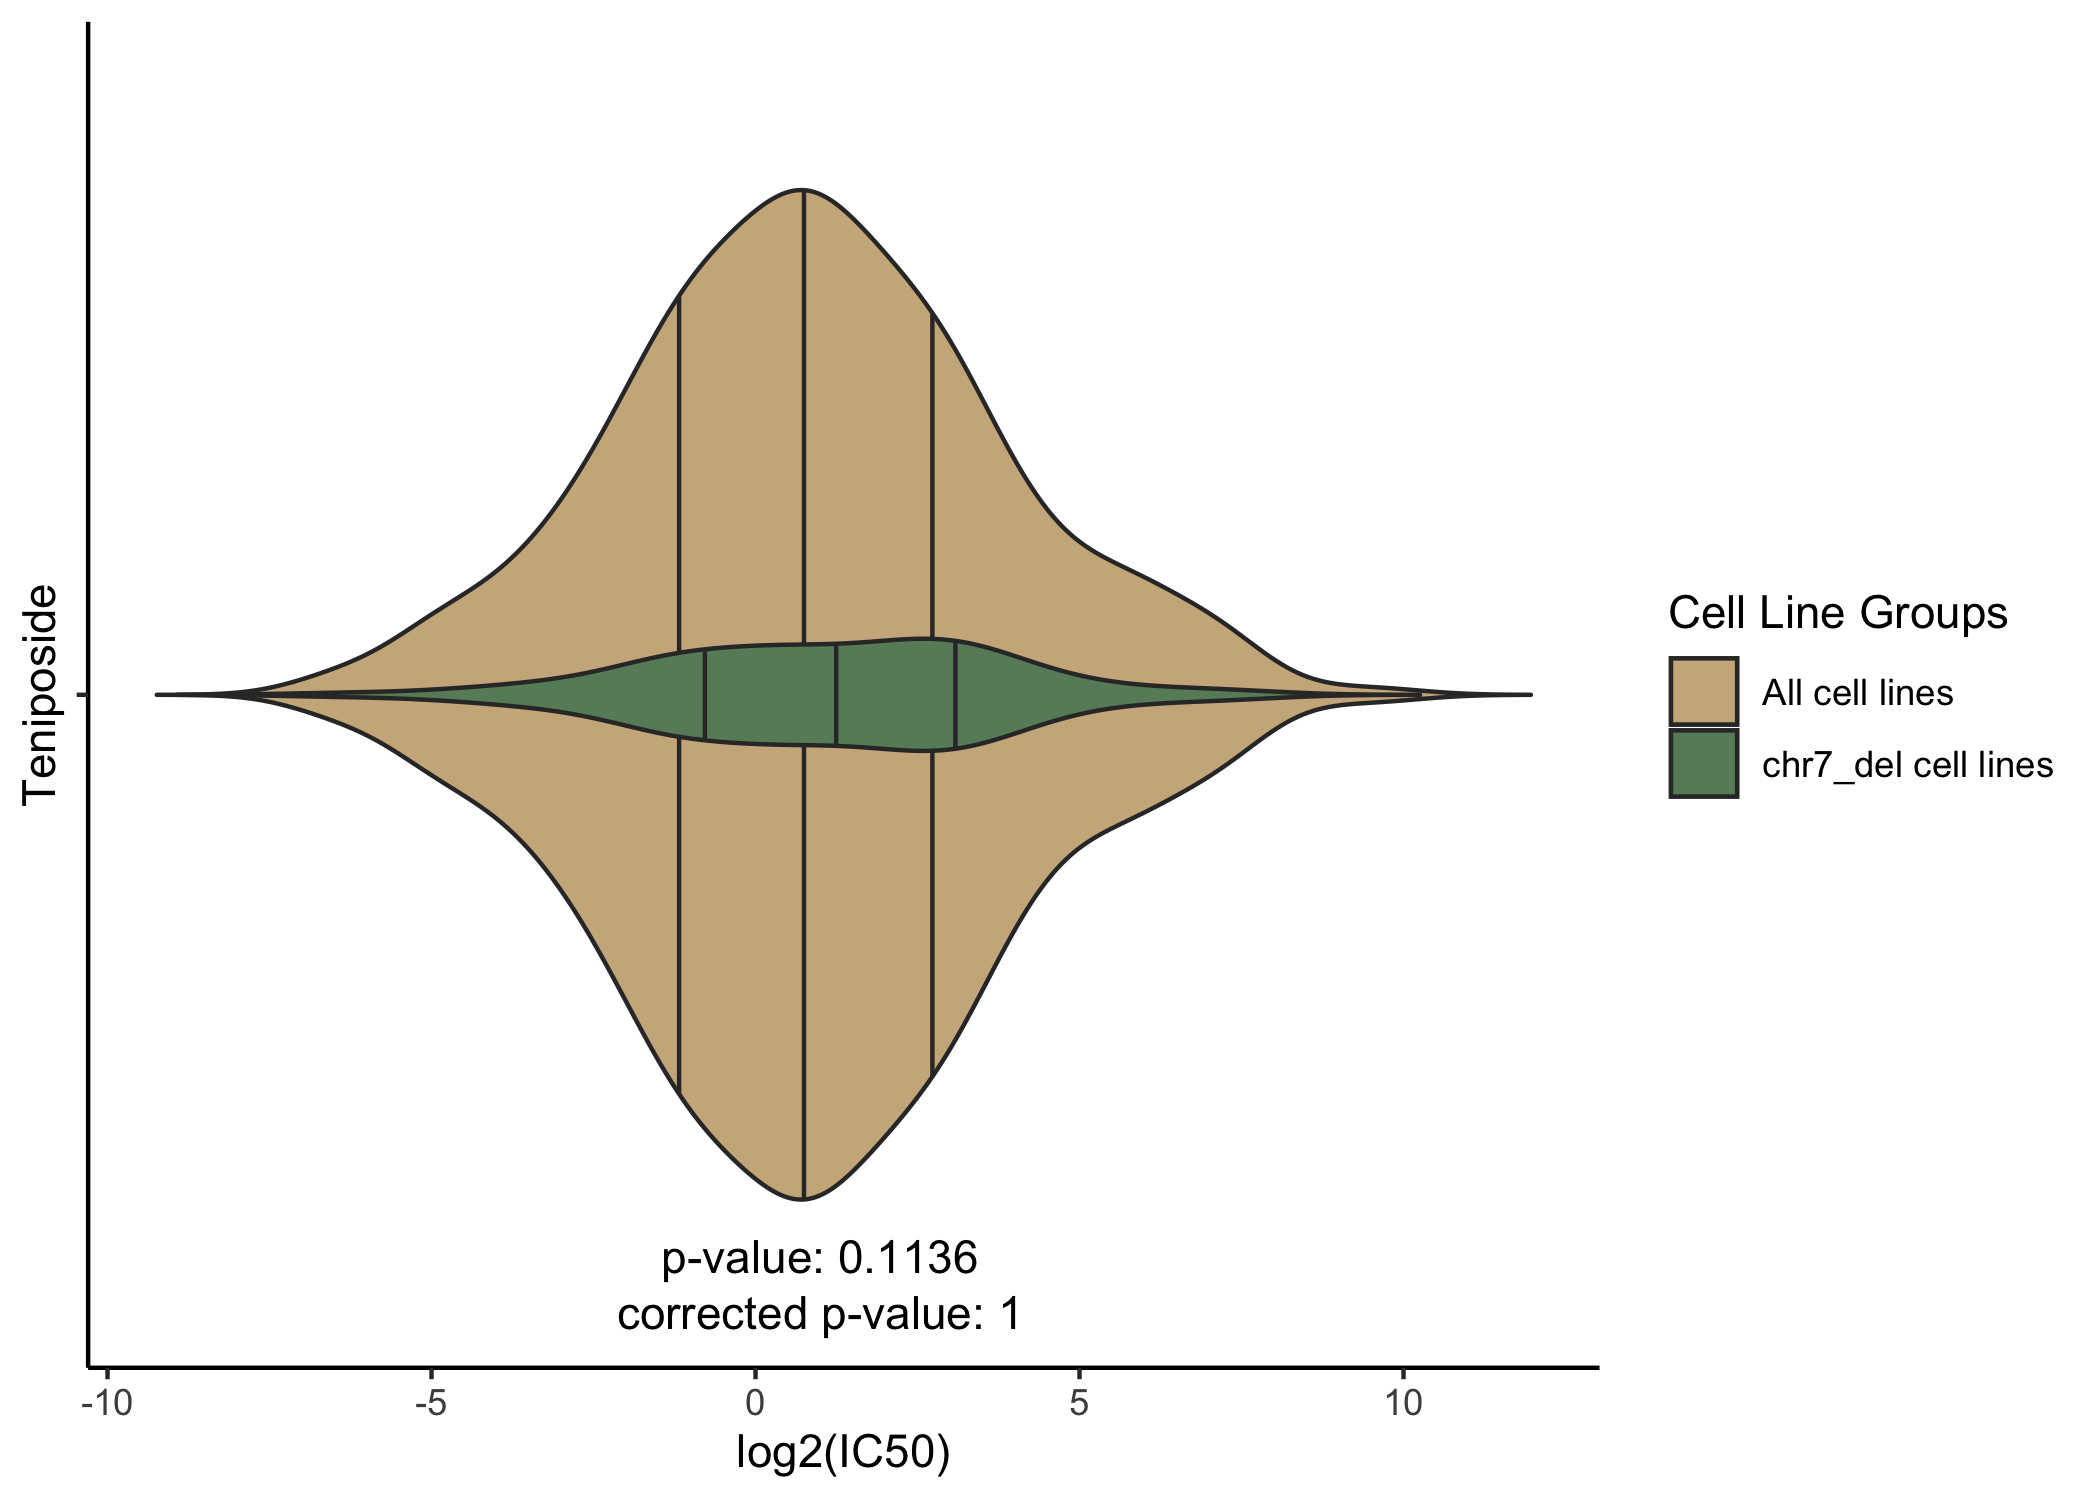 Teniposide
p-value: 0.1136
corrected p-value: 1
-10 -5 0 5 10
log2(IC50)
Cell Line Groups
All cell lines
chr7_del cell lines